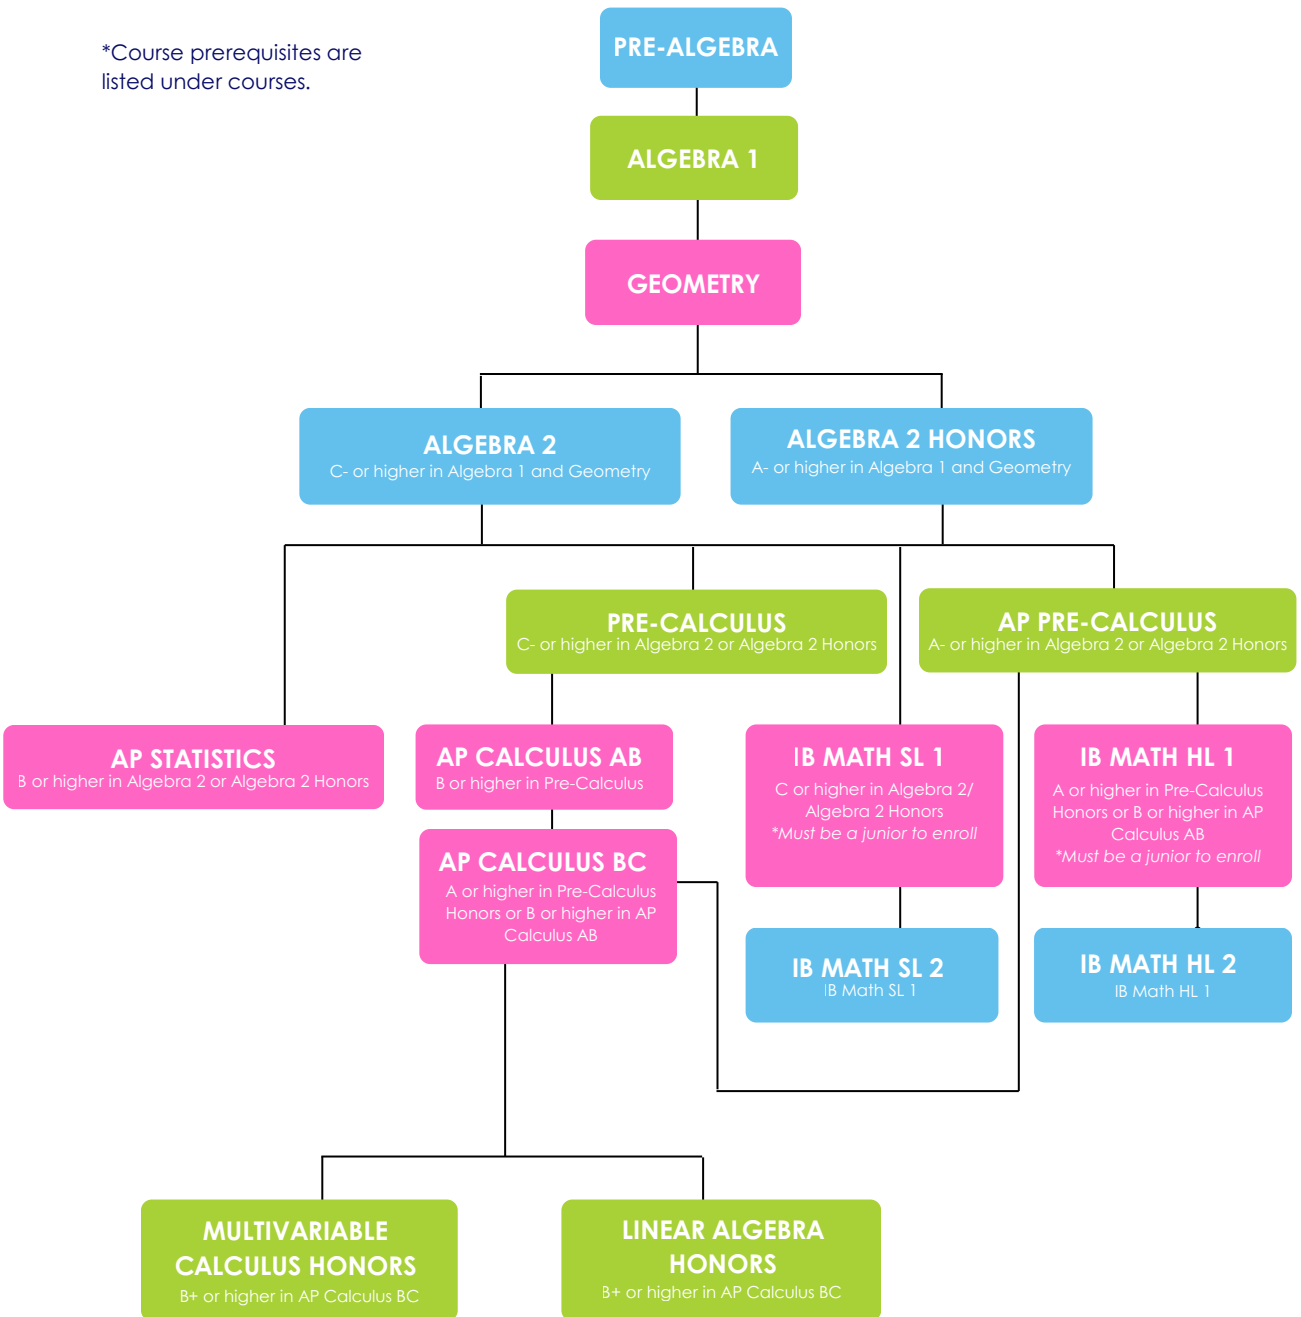 *Course prerequisites are
listed under courses.
PRE-ALGEBRA
ALGEBRA 1
GEOMETRY
ALGEBRA 2
C- or higher in Algebra 1 and Geometry
ALGEBRA 2 HONORS
A- or higher in Algebra 1 and Geometry
PRE-CALCULUS
C- or higher in Algebra 2 or Algebra 2 Honors
AP PRE-CALCULUS
A- or higher in Algebra 2 or Algebra 2 Honors
AP STATISTICS
B or higher in Algebra 2 or Algebra 2 Honors
AP CALCULUS AB
B or higher in Pre-Calculus
IB MATH SL 1
C or higher in Algebra 2/
Algebra 2 Honors
*Must be a junior to enroll
IB MATH HL 1
A or higher in Pre-Calculus
Honors or B or higher in AP
Calculus AB
*Must be a junior to enroll
AP CALCULUS BC
A or higher in Pre-Calculus
Honors or B or higher in AP
Calculus AB
IB MATH SL 2
IB Math SL 1
IB MATH HL 2
IB Math HL 1
MULTIVARIABLE
CALCULUS HONORS
B+ or higher in AP Calculus BC
LINEAR ALGEBRA
HONORS
B+ or higher in AP Calculus BC